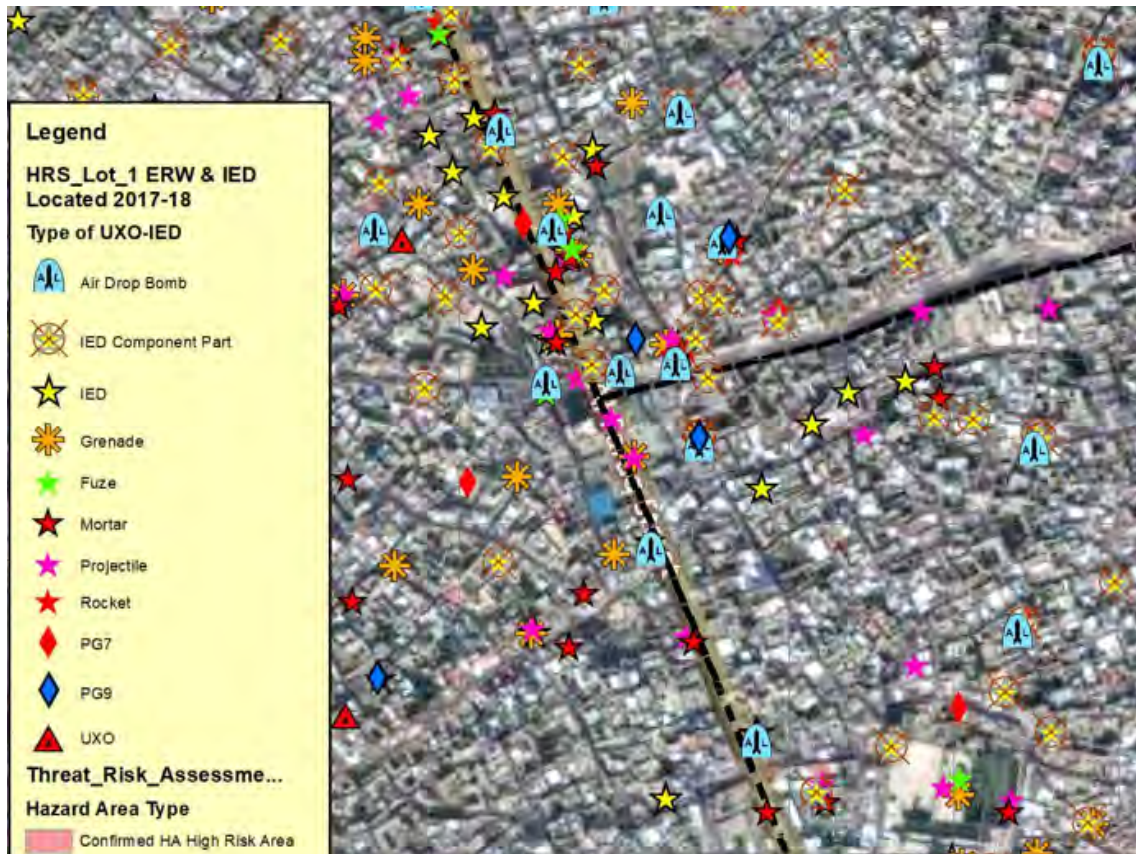 Legend
HRS_Lot_1 ERW & IED
Located 2017-18
Type of UXO-IED
Air Drop Bomb
IED Component Part
IED
Grenade
Fuze
Mortar
Projectile
Rocket
PG7
PG9
UXO
Threat_Risk_Assessme...
Hazard Area Type
Confirmed HA High Risk Area